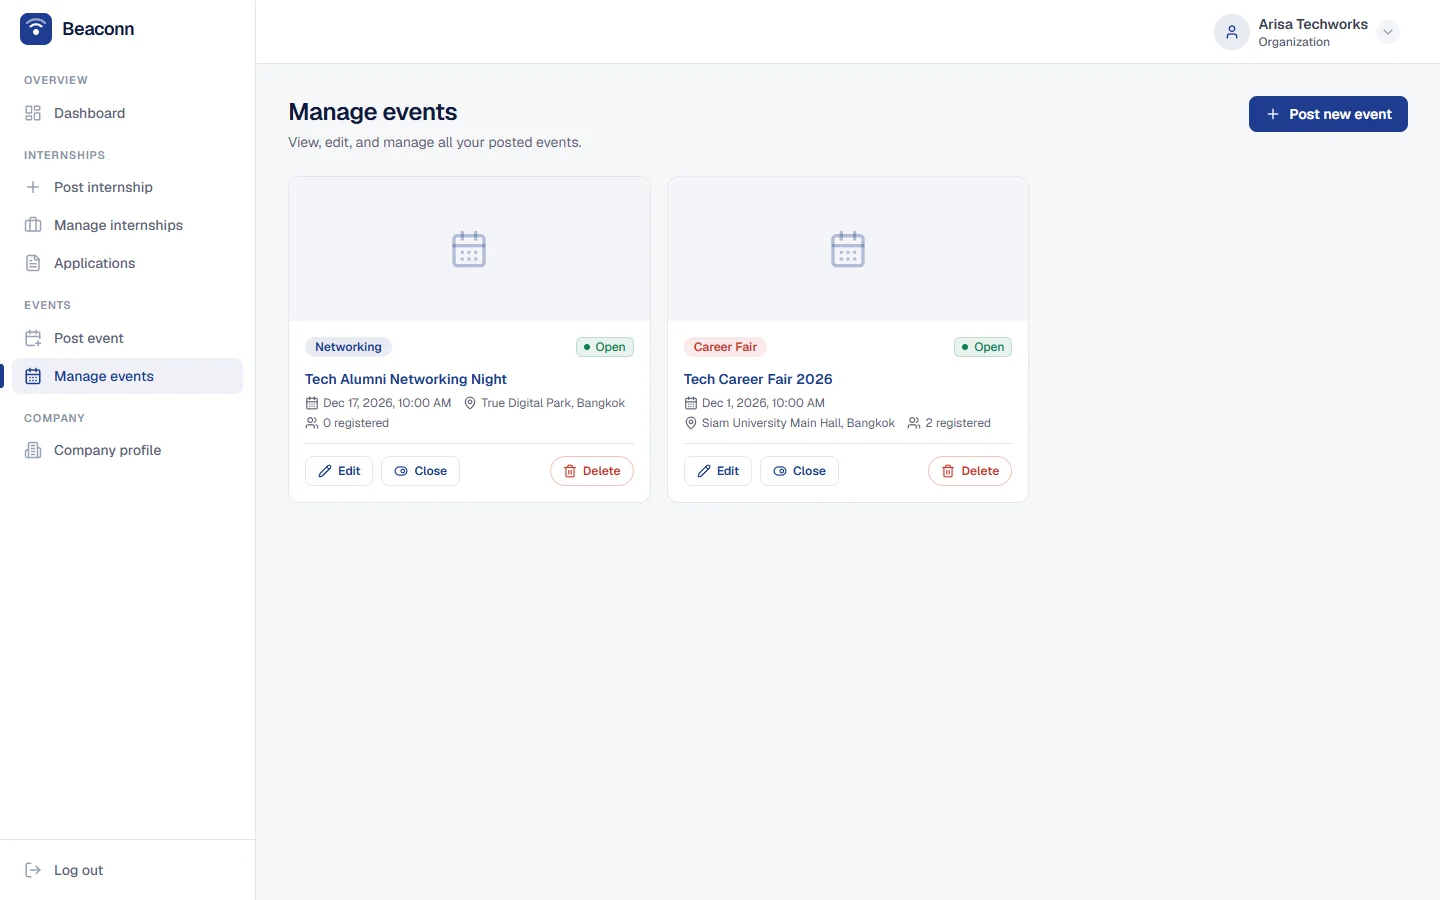 Beaconn
OVERVIEW
Dashboard
INTERNSHIPS
Post internship
Manage internships
Applications
EVENTS
Post event
Manage events
COMPANY
Company profile
Log out
Arisa Techworks
Organization
Manage events
View, edit, and manage all your posted events.
Post new event
Networking
Open
Tech Alumni Networking Night
Dec 17, 2026, 10:00 AM True Digital Park, Bangkok
0 registered
Edit Close Delete
Career Fair
Open
Tech Career Fair 2026
Dec 1, 2026, 10:00 AM
Siam University Main Hall, Bangkok 2 registered
Edit Close Delete